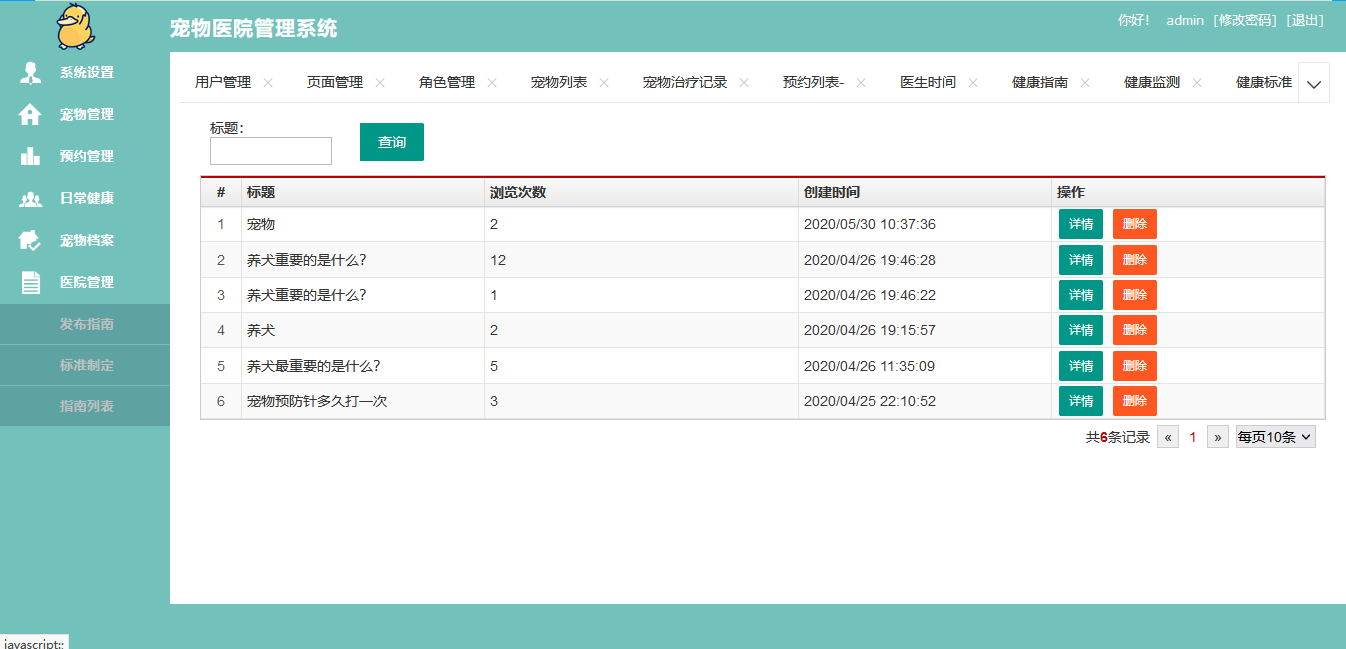 宠物医院管理系统
你好! admin [修改密码] [退出]
系统设置
宠物管理
预约管理
日常健康
宠物档案
医院管理
发布指南
标准制定
指南列表
用户管理 × 页面管理 × 角色管理 × 宠物列表 × 宠物治疗记录 × 预约列表- × 医生时间 × 健康指南 × 健康监测 × 健康标准
标题:
查询
# 标题 浏览次数 创建时间 操作
1 宠物 2 2020/05/30 10:37:36 详情 删除
2 养犬重要的是什么? 12 2020/04/26 19:46:28 详情 删除
3 养犬重要的是什么? 1 2020/04/26 19:46:22 详情 删除
4 养犬 2 2020/04/26 19:15:57 详情 删除
5 养犬最重要的是什么? 5 2020/04/26 11:35:09 详情 删除
6 宠物预防针多久打一次 3 2020/04/25 22:10:52 详情 删除
共6条记录 « 1 » 每页10条
javascript:;